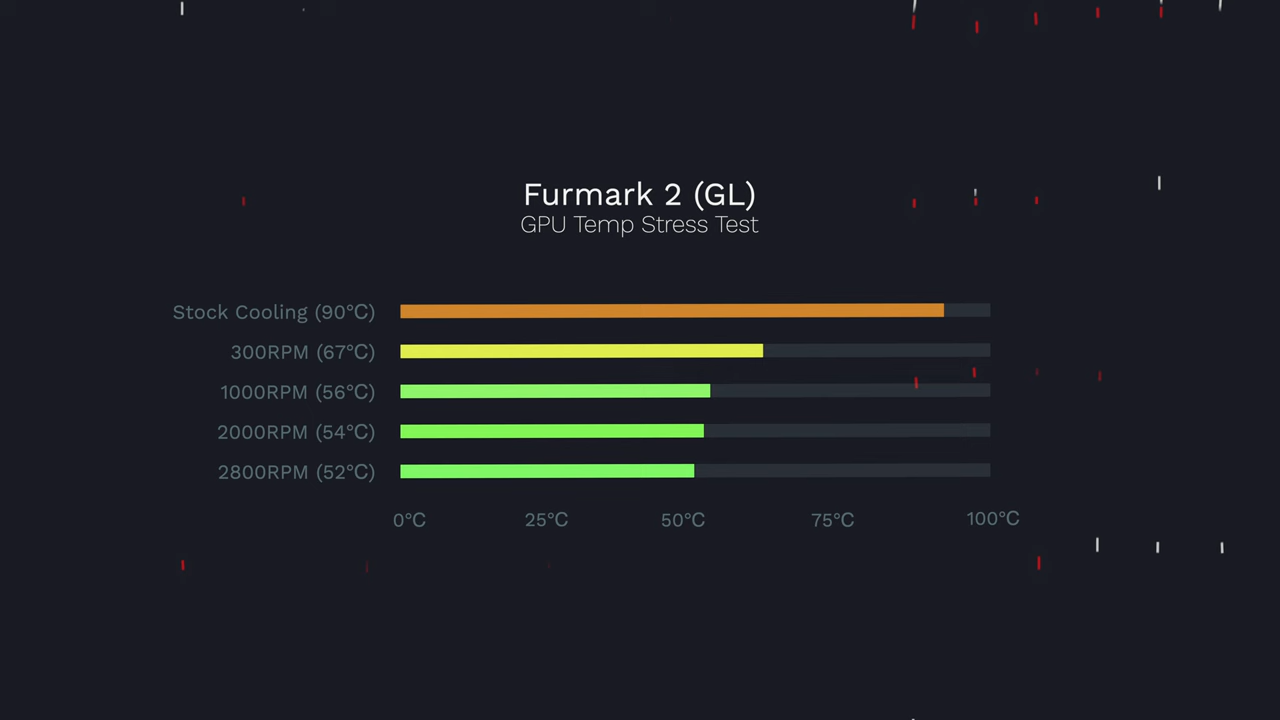 Furmark 2 (GL)
GPU Temp Stress Test
Stock Cooling (90°C)
300RPM (67°C)
1000RPM (56°C)
2000RPM (54°C)
2800RPM (52°C)
0°C 25°C 50°C 75°C 100°C